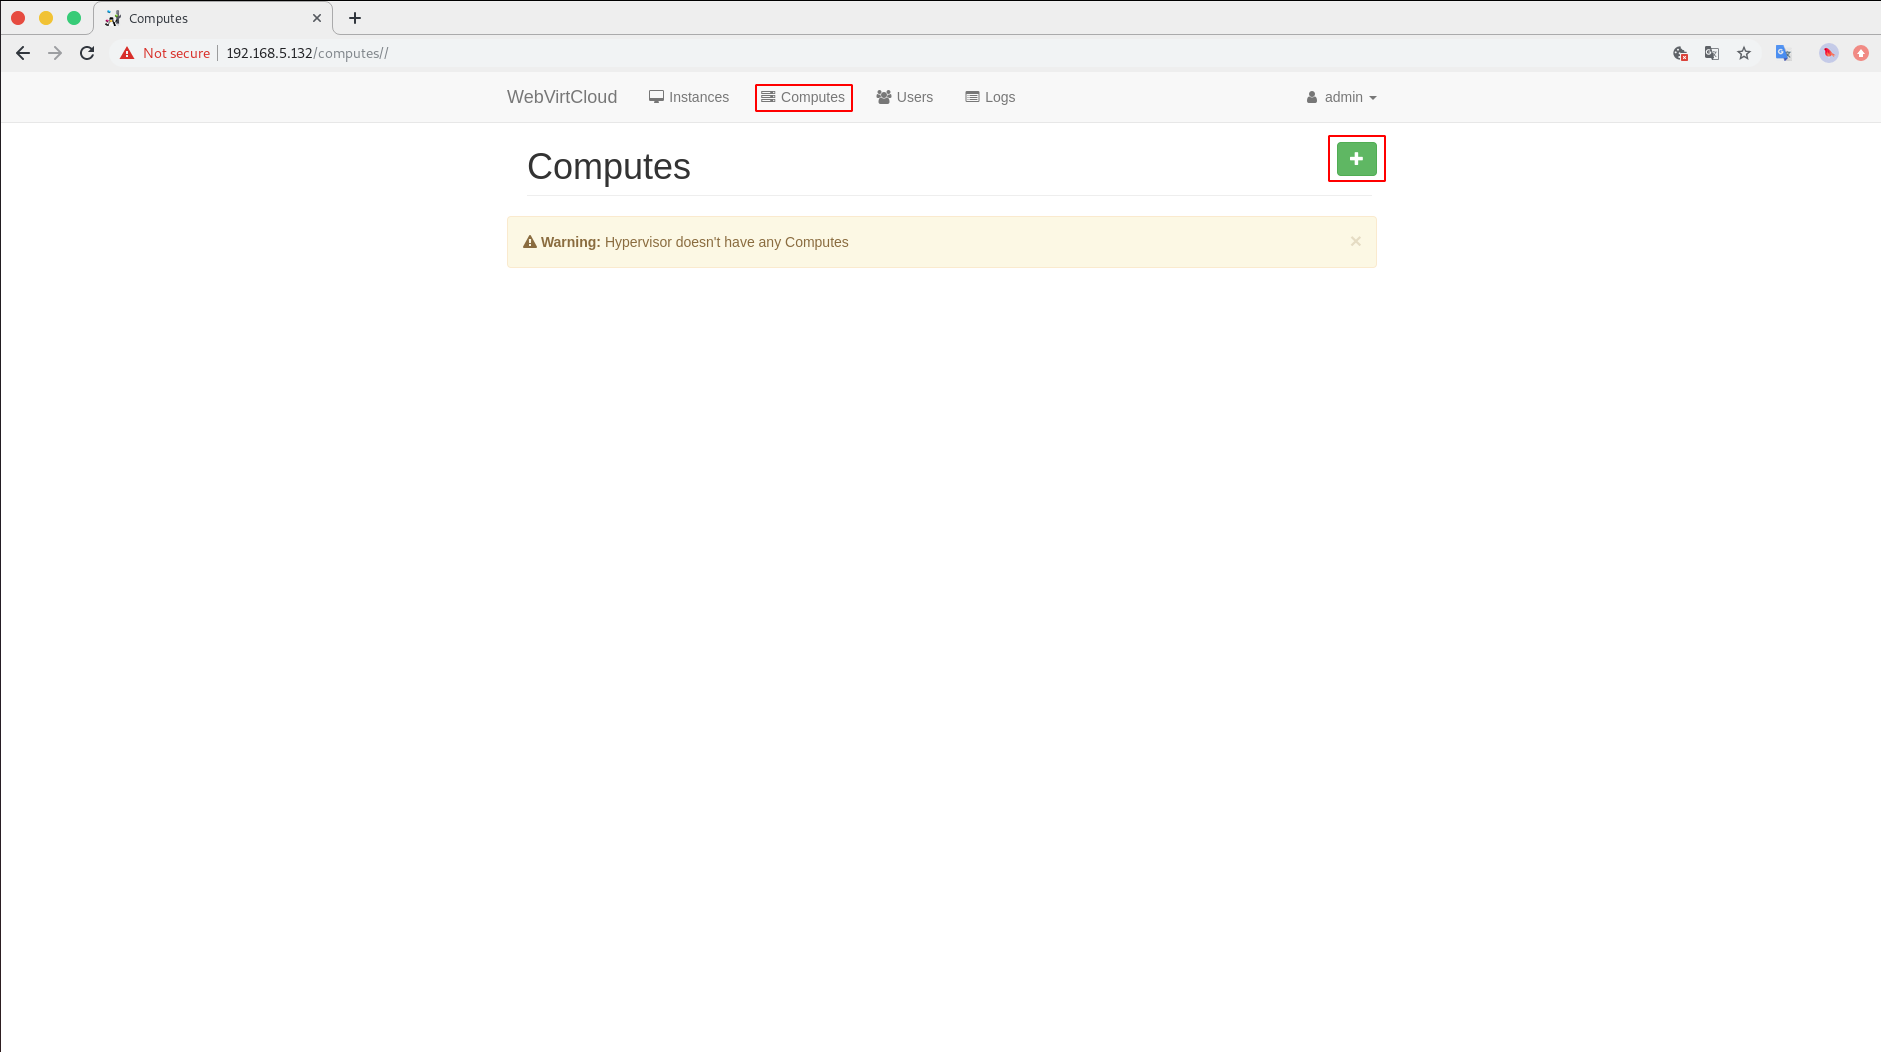 Computes
Not secure 192.168.5.132/computes//
WebVirtCloud Instances Computes Users Logs admin
Computes
Warning: Hypervisor doesn't have any Computes